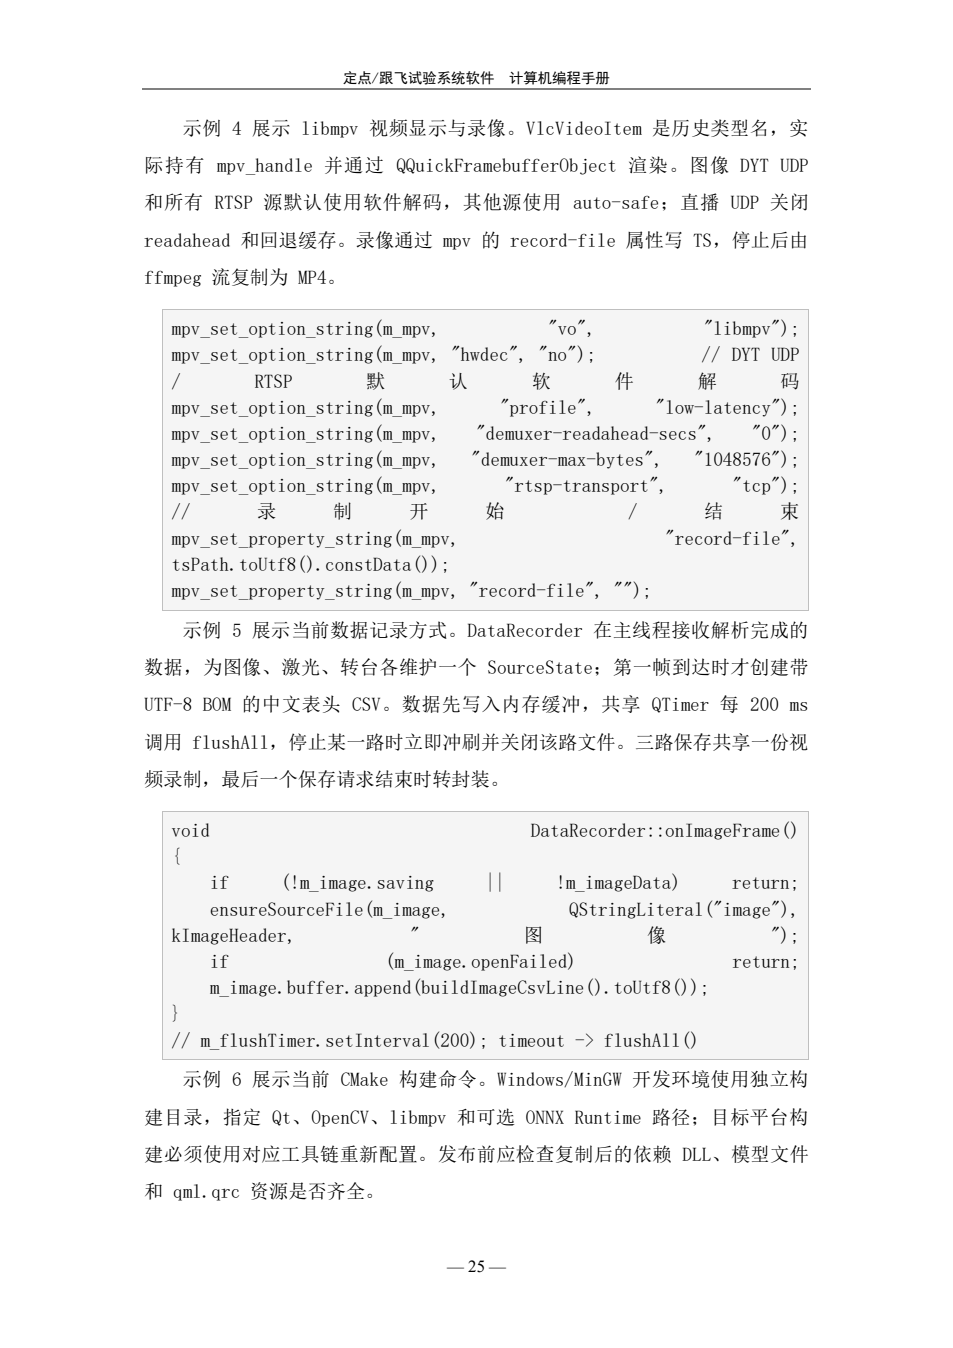 定点/跟飞试验系统软件　计算机编程手册
示例 4 展示 libmpv 视频显示与录像。VlcVideoItem 是历史类型名，实
际持有 mpv_handle 并通过 QQuickFramebufferObject 渲染。图像 DYT UDP
和所有 RTSP 源默认使用软件解码，其他源使用 auto-safe；直播 UDP 关闭
readahead 和回退缓存。录像通过 mpv 的 record-file 属性写 TS，停止后由
ffmpeg 流复制为 MP4。
mpv_set_option_string(m_mpv, "vo", "libmpv");
mpv_set_option_string(m_mpv, "hwdec", "no"); // DYT UDP
/ RTSP 默 认 软 件 解 码
mpv_set_option_string(m_mpv, "profile", "low-latency");
mpv_set_option_string(m_mpv, "demuxer-readahead-secs", "0");
mpv_set_option_string(m_mpv, "demuxer-max-bytes", "1048576");
mpv_set_option_string(m_mpv, "rtsp-transport", "tcp");
// 录 制 开 始 / 结 束
mpv_set_property_string(m_mpv, "record-file",
tsPath.toUtf8().constData());
mpv_set_property_string(m_mpv, "record-file", "");
示例 5 展示当前数据记录方式。DataRecorder 在主线程接收解析完成的
数据，为图像、激光、转台各维护一个 SourceState；第一帧到达时才创建带
UTF-8 BOM 的中文表头 CSV。数据先写入内存缓冲，共享 QTimer 每 200 ms
调用 flushAll，停止某一路时立即冲刷并关闭该路文件。三路保存共享一份视
频录制，最后一个保存请求结束时转封装。
void DataRecorder::onImageFrame()
{
if (!m_image.saving || !m_imageData) return;
ensureSourceFile(m_image, QStringLiteral("image"),
kImageHeader, " 图 像 ");
if (m_image.openFailed) return;
m_image.buffer.append(buildImageCsvLine().toUtf8());
}
// m_flushTimer.setInterval(200); timeout -> flushAll()
示例 6 展示当前 CMake 构建命令。Windows/MinGW 开发环境使用独立构
建目录，指定 Qt、OpenCV、libmpv 和可选 ONNX Runtime 路径；目标平台构
建必须使用对应工具链重新配置。发布前应检查复制后的依赖 DLL、模型文件
和 qml.qrc 资源是否齐全。
— 25 —